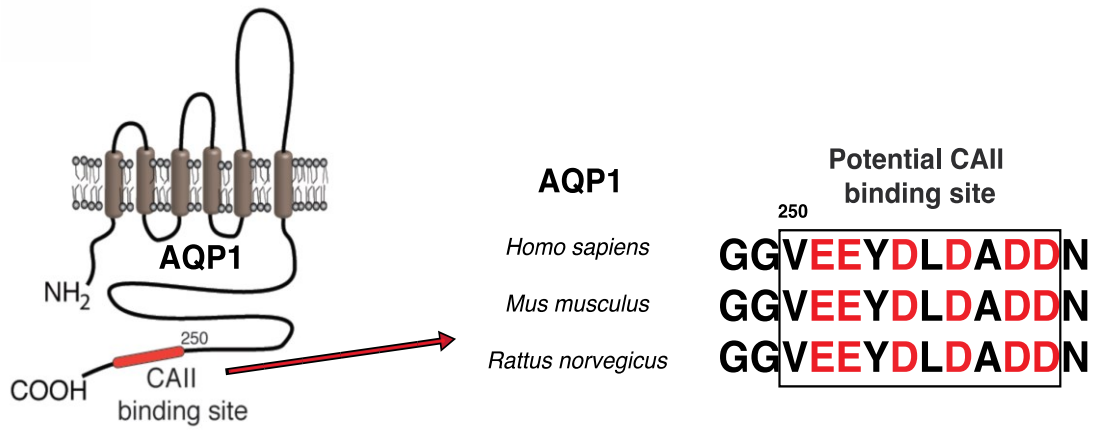 AQP1
NH2
250
CAII
binding site
COOH
AQP1
Potential CAII
binding site
250
Homo sapiens GGVEEYDLDADDN
Mus musculus GGVEEYDLDADDN
Rattus norvegicus GGVEEYDLDADDN